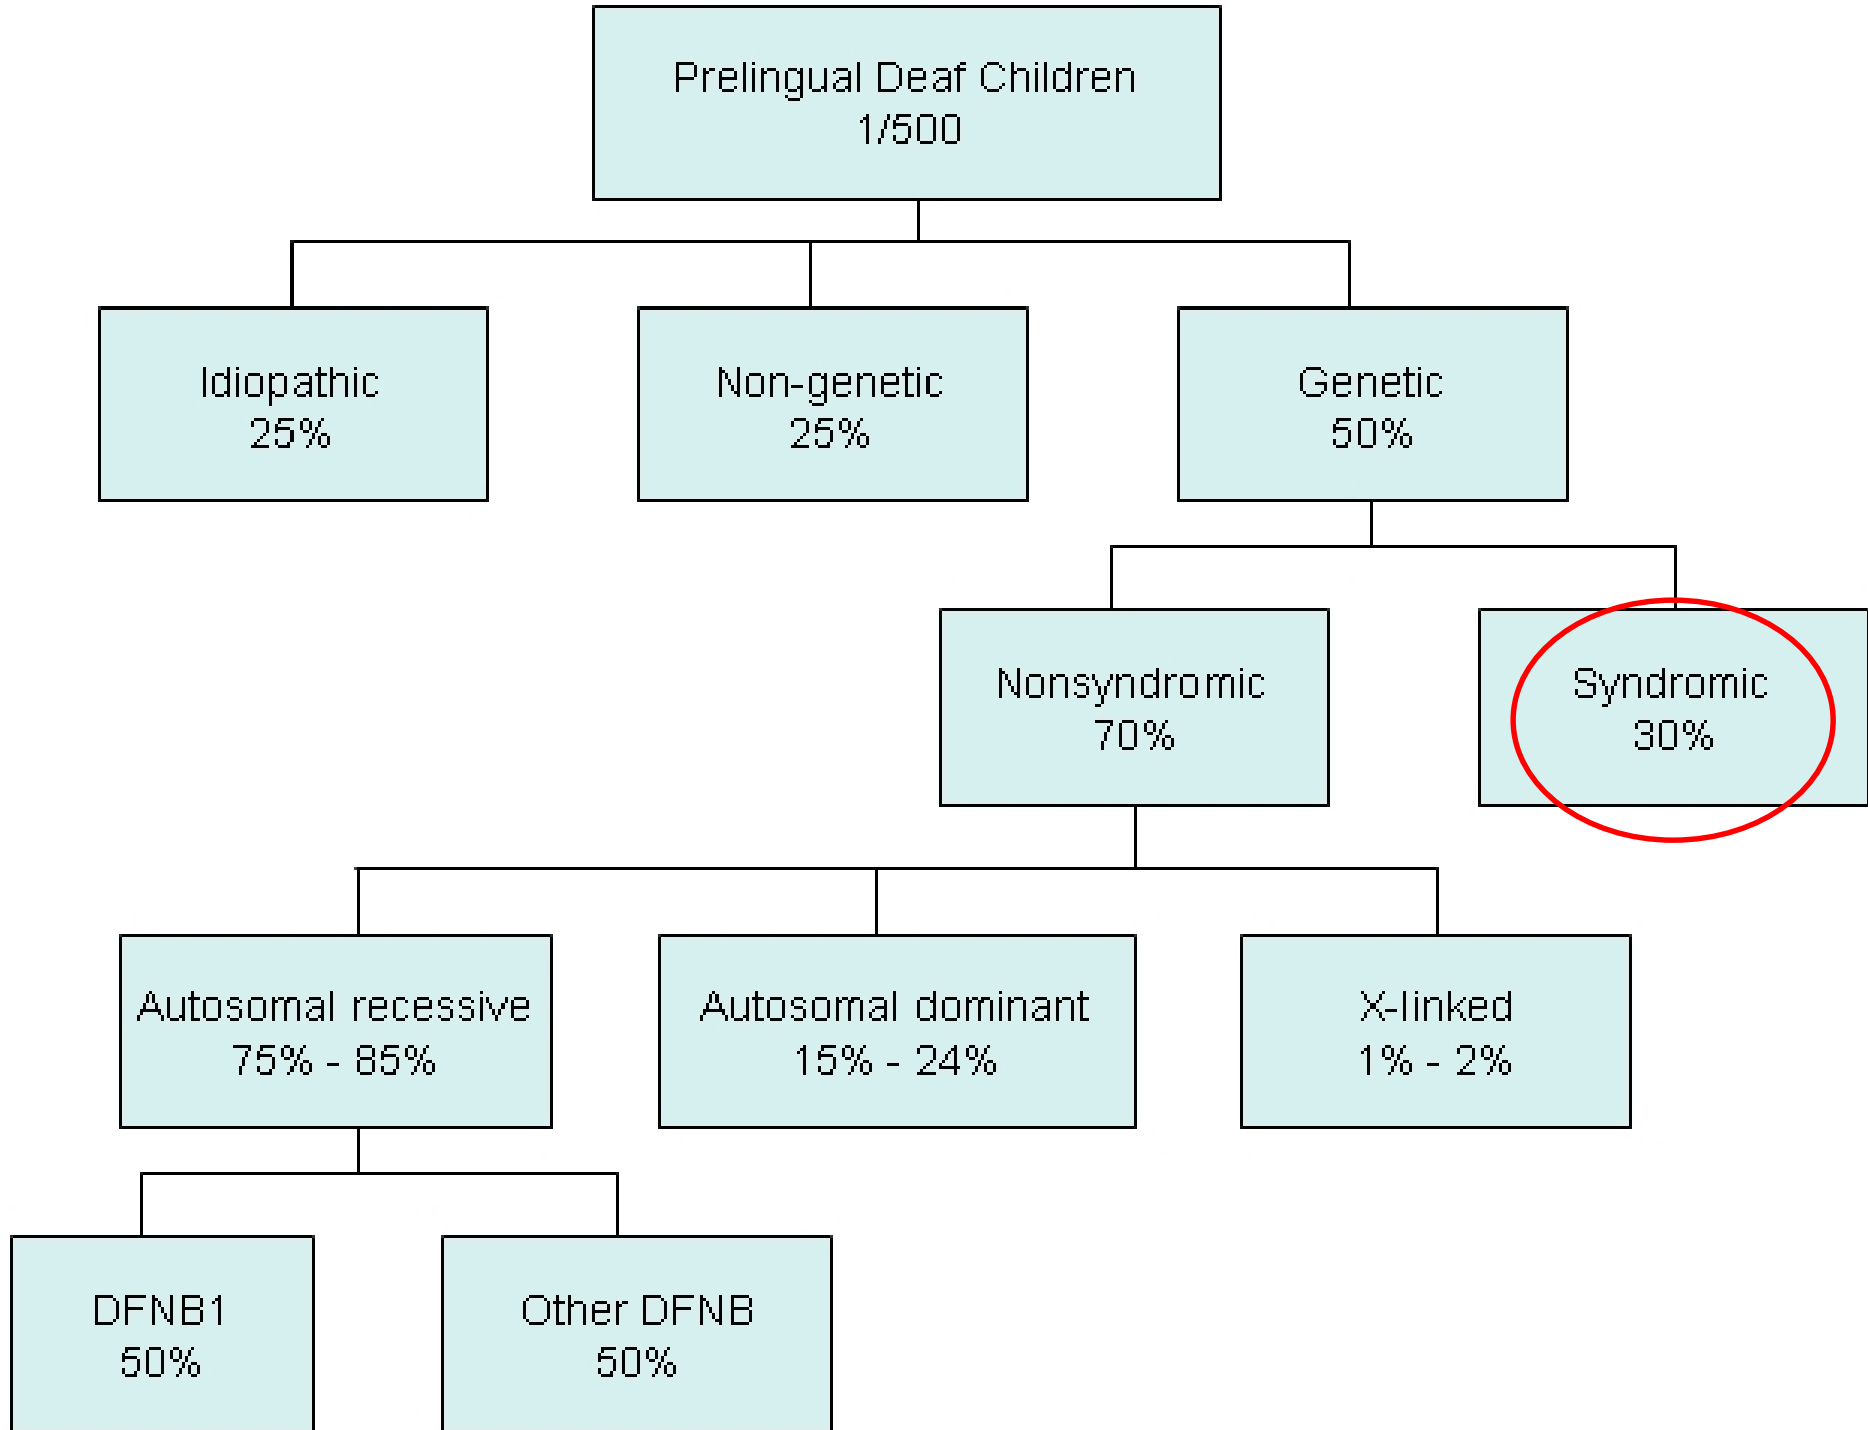 Prelingual Deaf Children
1/500
Idiopathic
25%
Non-genetic
25%
Genetic
50%
Nonsyndromic
70%
Syndromic
30%
Autosomal recessive
75% - 85%
Autosomal dominant
15% - 24%
X-linked
1% - 2%
DFNB1
50%
Other DFNB
50%